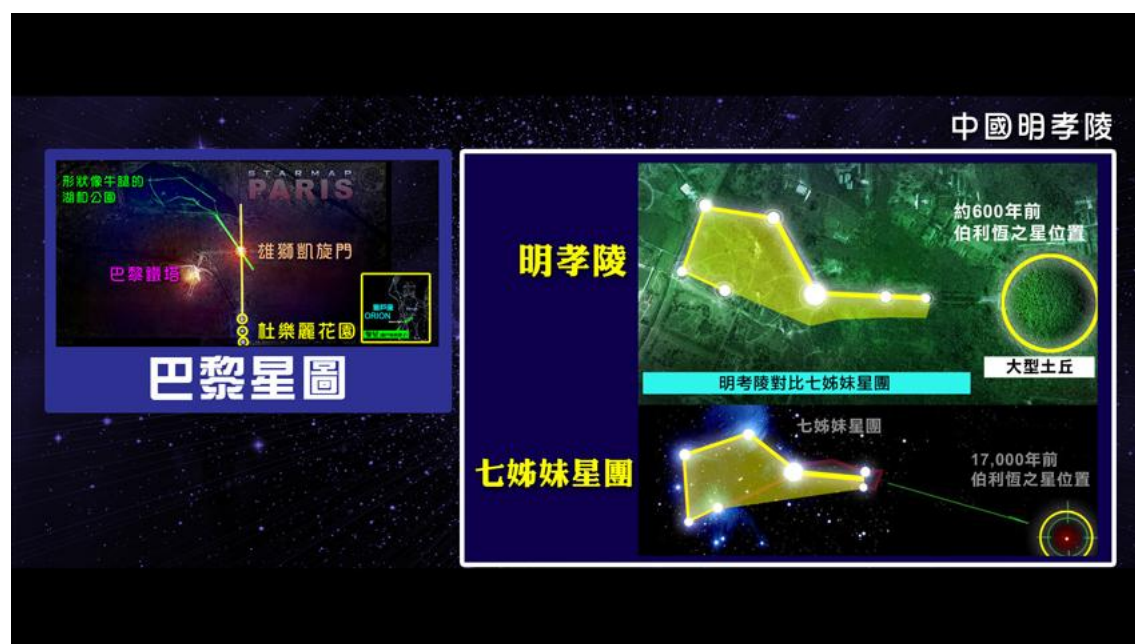 中國明孝陵
形狀像牛腿的
湖和公園
STARMAP
PARIS
雄獅凱旋門
巴黎鐵塔
ORION
杜樂麗花園
巴黎星圖
明孝陵
約600年前
伯利恆之星位置
大型土丘
明考陵對比七姊妹星團
七姊妹星團
七姊妹星團
17,000年前
伯利恆之星位置